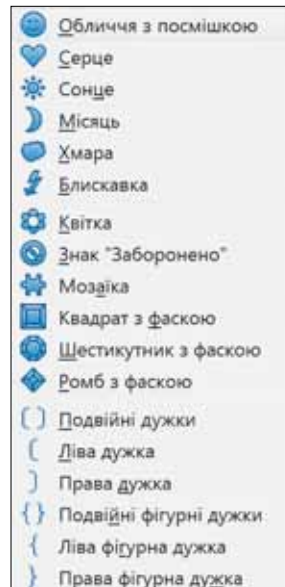 Обличчя з посмішкою
Серце
Сонце
Місяць
Хмара
Блискавка
Квітка
Знак "Заборонено"
Мозаїка
Квадрат з фаскою
Шестикутник з фаскою
Ромб з фаскою
Подвійні дужки
Ліва дужка
Права дужка
Подвійні фігурні дужки
Ліва фігурна дужка
Права фігурна дужка